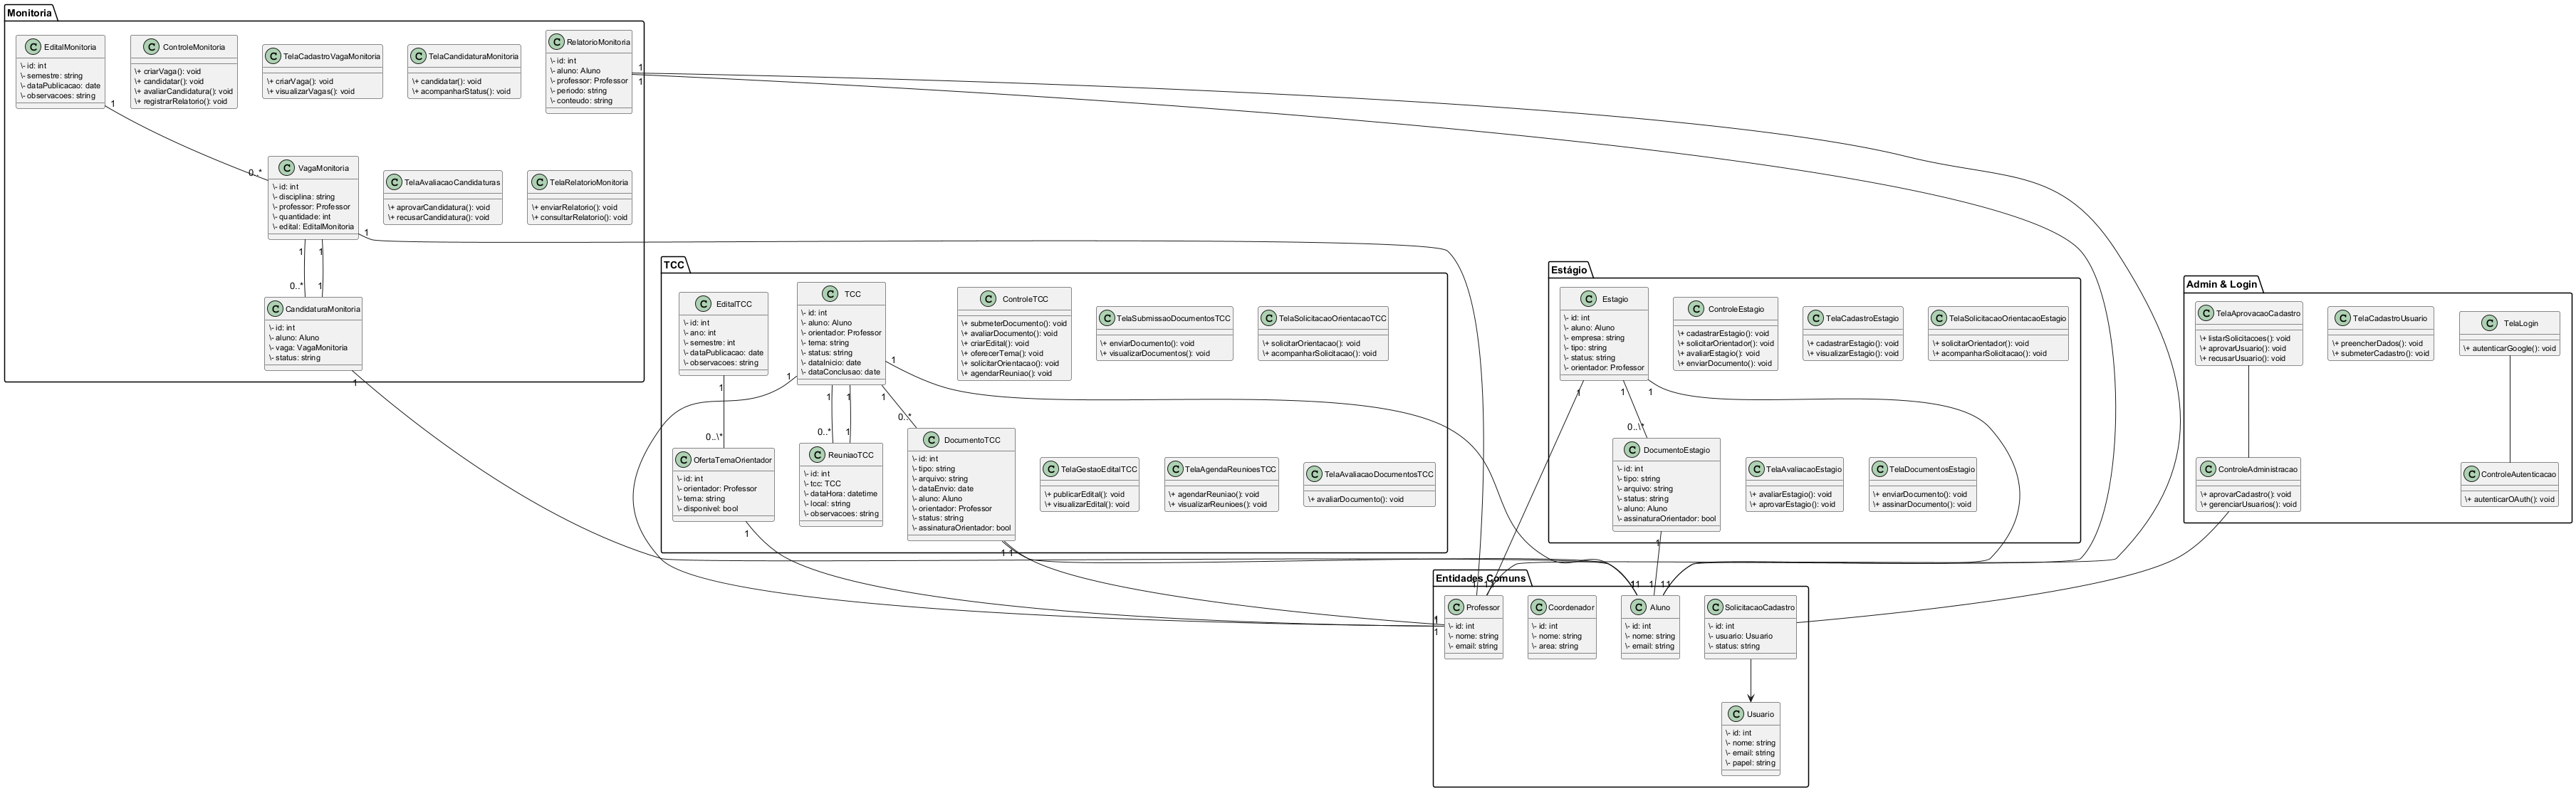 Monitoria
C EditalMonitoria
\- id: int
\- semestre: string
\- dataPublicacao: date
\- observacoes: string
C ControleMonitoria
\+ criarVaga(): void
\+ candidatar(): void
\+ avaliarCandidatura(): void
\+ registrarRelatorio(): void
C TelaCadastroVagaMonitoria
\+ criarVaga(): void
\+ visualizarVagas(): void
C TelaCandidaturaMonitoria
\+ candidatar(): void
\+ acompanharStatus(): void
C RelatorioMonitoria
\- id: int
\- aluno: Aluno
\- professor: Professor
\- periodo: string
\- conteudo: string
1
1
1
0..*
C VagaMonitoria
\- id: int
\- disciplina: string
\- professor: Professor
\- quantidade: int
\- edital: EditalMonitoria
C TelaAvaliacaoCandidaturas
\+ aprovarCandidatura(): void
\+ recusarCandidatura(): void
C TelaRelatorioMonitoria
\+ enviarRelatorio(): void
\+ consultarRelatorio(): void
1
1
1
0..*
1
C CandidaturaMonitoria
\- id: int
\- aluno: Aluno
\- vaga: VagaMonitoria
\- status: string
1
TCC
C EditalTCC
\- id: int
\- ano: int
\- semestre: int
\- dataPublicacao: date
\- observacoes: string
C TCC
\- id: int
\- aluno: Aluno
\- orientador: Professor
\- tema: string
\- status: string
\- dataInicio: date
\- dataConclusao: date
C ControleTCC
\+ submeterDocumento(): void
\+ avaliarDocumento(): void
\+ criarEdital(): void
\+ oferecerTema(): void
\+ solicitarOrientacao(): void
\+ agendarReuniao(): void
C TelaSubmissaoDocumentosTCC
\+ enviarDocumento(): void
\+ visualizarDocumentos(): void
C TelaSolicitacaoOrientacaoTCC
\+ solicitarOrientacao(): void
\+ acompanharSolicitacao(): void
1
1
1
1
1
1
0..\*
0..*
1
0..*
C OfertaTemaOrientador
\- id: int
\- orientador: Professor
\- tema: string
\- disponivel: bool
C ReuniaoTCC
\- id: int
\- tcc: TCC
\- dataHora: datetime
\- local: string
\- observacoes: string
C DocumentoTCC
\- id: int
\- tipo: string
\- arquivo: string
\- dataEnvio: date
\- aluno: Aluno
\- orientador: Professor
\- status: string
\- assinaturaOrientador: bool
C TelaGestaoEditalTCC
\+ publicarEdital(): void
\+ visualizarEdital(): void
C TelaAgendaReunioesTCC
\+ agendarReuniao(): void
\+ visualizarReunioes(): void
C TelaAvaliacaoDocumentosTCC
\+ avaliarDocumento(): void
1
1
1
Estágio
C Estagio
\- id: int
\- aluno: Aluno
\- empresa: string
\- tipo: string
\- status: string
\- orientador: Professor
C ControleEstagio
\+ cadastrarEstagio(): void
\+ solicitarOrientador(): void
\+ avaliarEstagio(): void
\+ enviarDocumento(): void
C TelaCadastroEstagio
\+ cadastrarEstagio(): void
\+ visualizarEstagio(): void
C TelaSolicitacaoOrientacaoEstagio
\+ solicitarOrientador(): void
\+ acompanharSolicitacao(): void
1
1
1
0..\*
C DocumentoEstagio
\- id: int
\- tipo: string
\- arquivo: string
\- status: string
\- aluno: Aluno
\- assinaturaOrientador: bool
C TelaAvaliacaoEstagio
\+ avaliarEstagio(): void
\+ aprovarEstagio(): void
C TelaDocumentosEstagio
\+ enviarDocumento(): void
\+ assinarDocumento(): void
1
Admin & Login
C TelaAprovacaoCadastro
\+ listarSolicitacoes(): void
\+ aprovarUsuario(): void
\+ recusarUsuario(): void
C TelaCadastroUsuario
\+ preencherDados(): void
\+ submeterCadastro(): void
C TelaLogin
\+ autenticarGoogle(): void
C ControleAdministracao
\+ aprovarCadastro(): void
\+ gerenciarUsuarios(): void
C ControleAutenticacao
\+ autenticarOAuth(): void
Entidades Comuns
1
11
1
11
1
1
C Professor
\- id: int
\- nome: string
\- email: string
C Coordenador
\- id: int
\- nome: string
\- area: string
C Aluno
\- id: int
\- nome: string
\- email: string
C SolicitacaoCadastro
\- id: int
\- usuario: Usuario
\- status: string
C Usuario
\- id: int
\- nome: string
\- email: string
\- papel: string